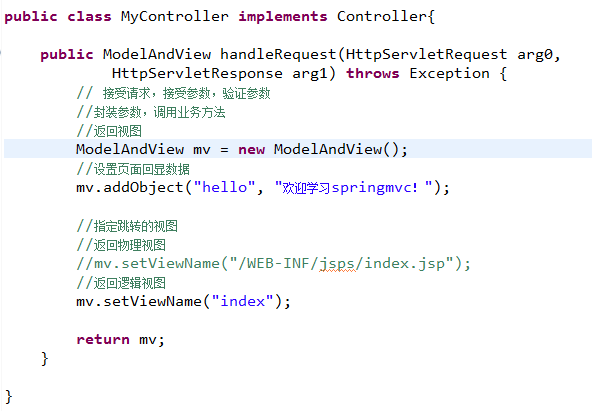 public class MyController implements Controller{
public ModelAndView handleRequest(HttpServletRequest arg0,
HttpServletResponse arg1) throws Exception {
// 接受请求，接受参数，验证参数
//封装参数，调用业务方法
//返回视图
ModelAndView mv = new ModelAndView();
//设置页面回显数据
mv.addObject("hello", "欢迎学习springmvc！");
//指定跳转的视图
//返回物理视图
//mv.setViewName("/WEB-INF/jsps/index.jsp");
//返回逻辑视图
mv.setViewName("index");
return mv;
}
}